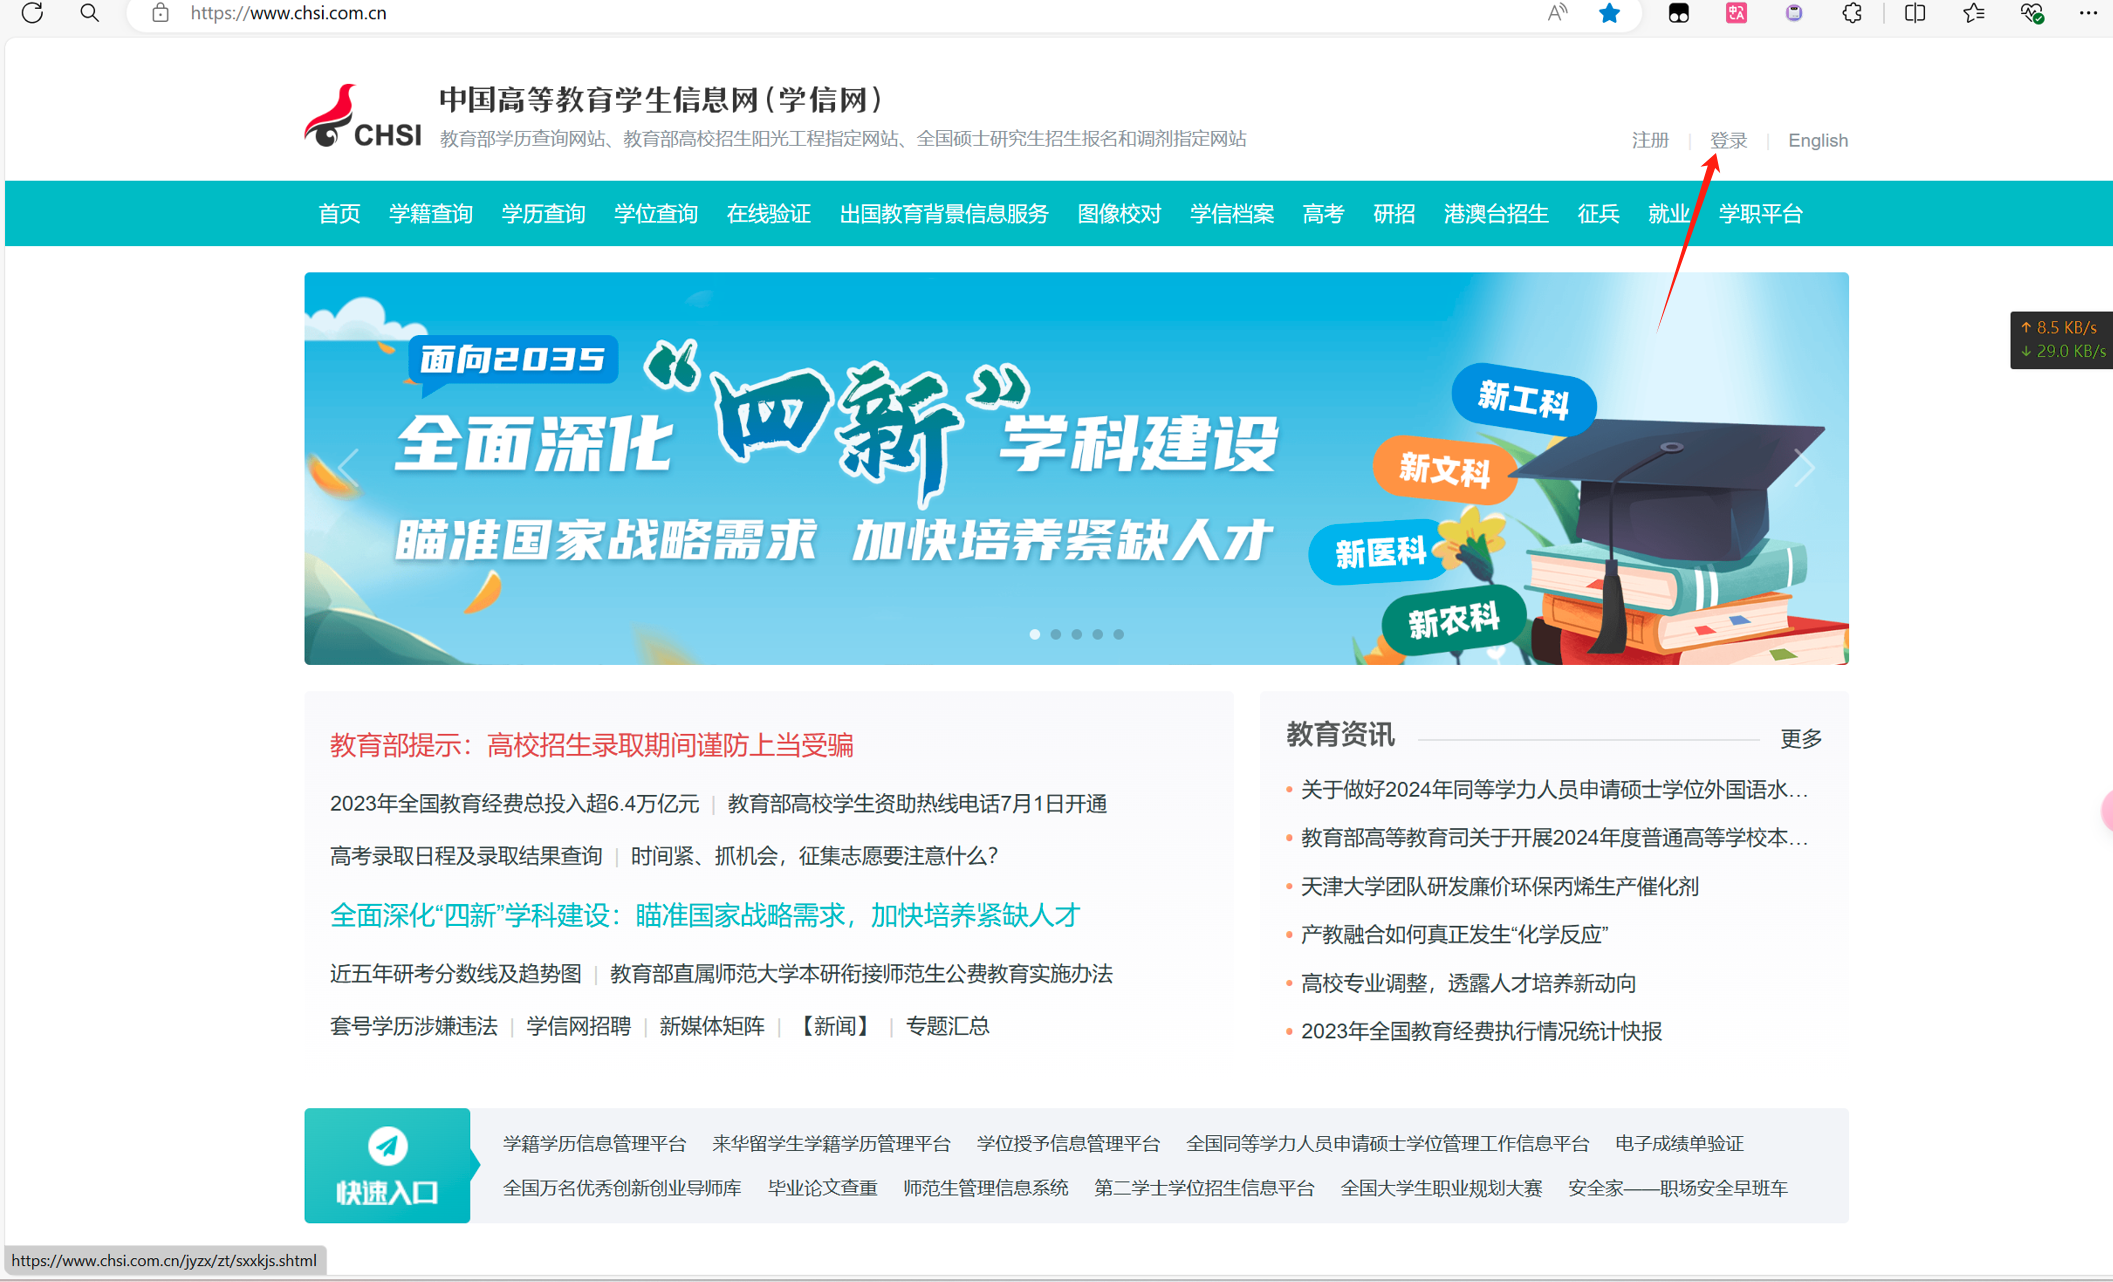 https://www.chsi.com.cn
CHSI
中国高等教育学生信息网(学信网)
教育部学历查询网站、教育部高校招生阳光工程指定网站、全国硕士研究生招生报名和调剂指定网站
注册 | 登录 | English
首页 学籍查询 学历查询 学位查询 在线验证 出国教育背景信息服务 图像校对 学信档案 高考 研招 港澳台招生 征兵 就业 学职平台
↑ 8.5 KB/s
↓ 29.0 KB/s
面向2035
全面深化“四新”学科建设
瞄准国家战略需求 加快培养紧缺人才
新工科
新文科
新医科
新农科
教育部提示：高校招生录取期间谨防上当受骗
2023年全国教育经费总投入超6.4万亿元 | 教育部高校学生资助热线电话7月1日开通
高考录取日程及录取结果查询 | 时间紧、抓机会，征集志愿要注意什么？
全面深化“四新”学科建设：瞄准国家战略需求，加快培养紧缺人才
近五年研考分数线及趋势图 | 教育部直属师范大学本研衔接师范生公费教育实施办法
套号学历涉嫌违法 | 学信网招聘 | 新媒体矩阵 | 【新闻】 | 专题汇总
教育资讯 更多
关于做好2024年同等学力人员申请硕士学位外国语水…
教育部高等教育司关于开展2024年度普通高等学校本…
天津大学团队研发廉价环保丙烯生产催化剂
产教融合如何真正发生“化学反应”
高校专业调整，透露人才培养新动向
2023年全国教育经费执行情况统计快报
快速入口
学籍学历信息管理平台 来华留学生学籍学历管理平台 学位授予信息管理平台 全国同等学力人员申请硕士学位管理工作信息平台 电子成绩单验证
全国万名优秀创新创业导师库 毕业论文查重 师范生管理信息系统 第二学士学位招生信息平台 全国大学生职业规划大赛 安全家——职场安全早班车
https://www.chsi.com.cn/jyzx/zt/sxxkjs.shtml